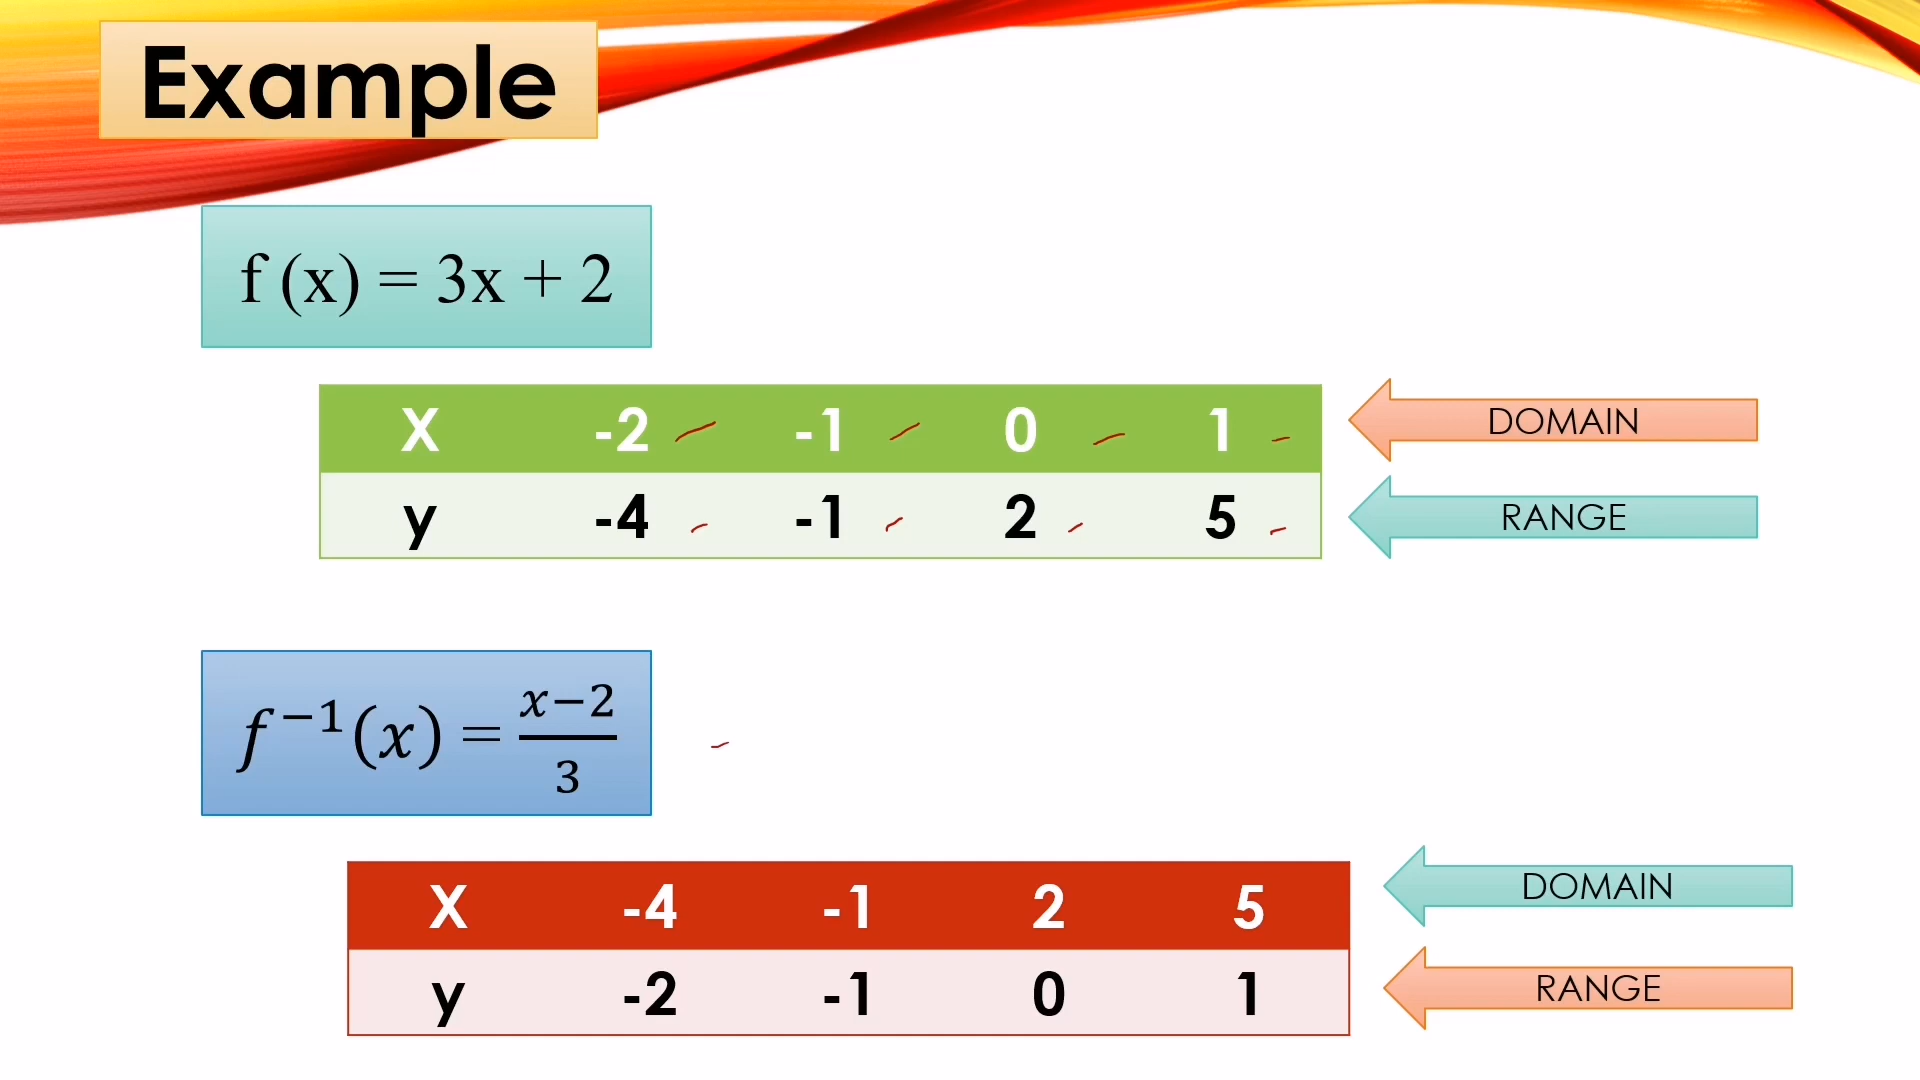 Example
f (x) = 3x + 2
X -2 -1 0 1
DOMAIN
y -4 -1 2 5
RANGE
f⁻¹(x) = x−2
3
X -4 -1 2 5
DOMAIN
y -2 -1 0 1
RANGE